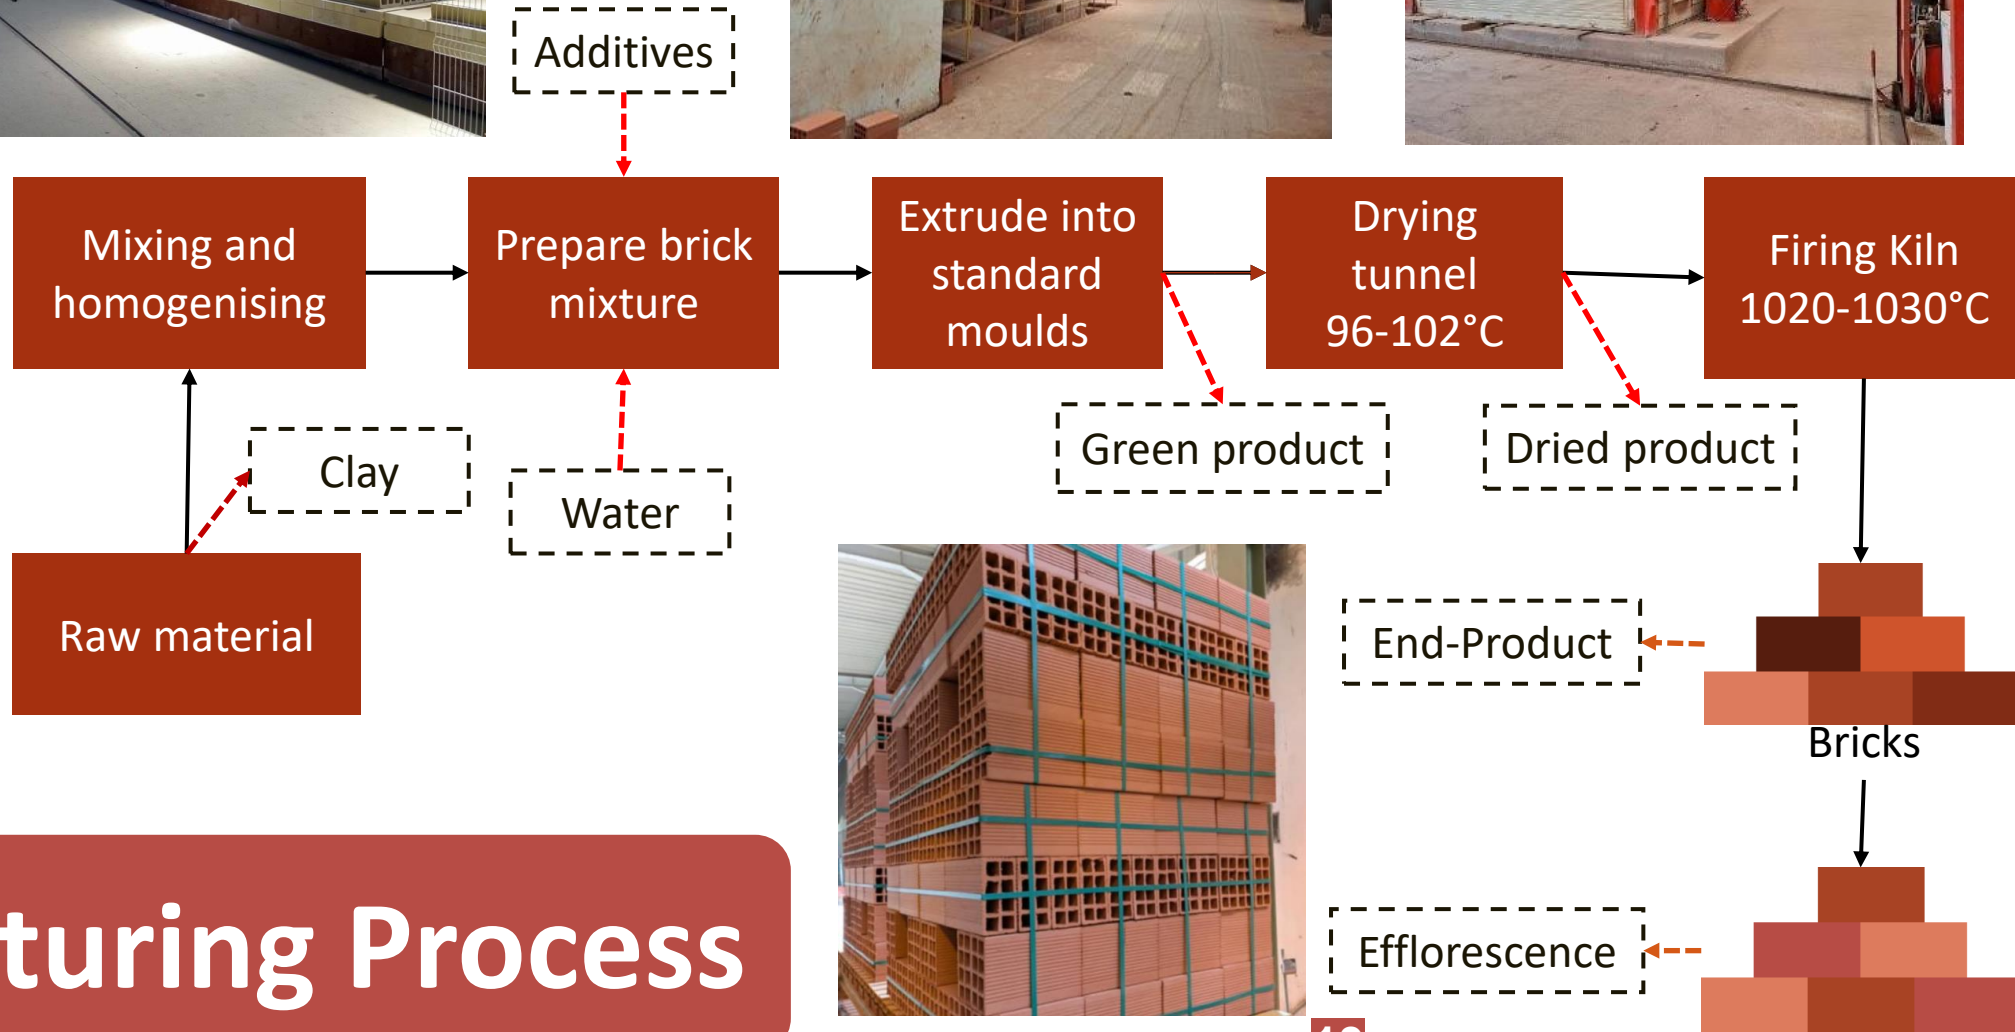 Additives
Mixing and
homogenising
Prepare brick
mixture
Extrude into
standard
moulds
Drying
tunnel
96-102°C
Firing Kiln
1020-1030°C
Clay
Water
Green product
Dried product
Raw material
End-Product
Bricks
turing Process
Efflorescence